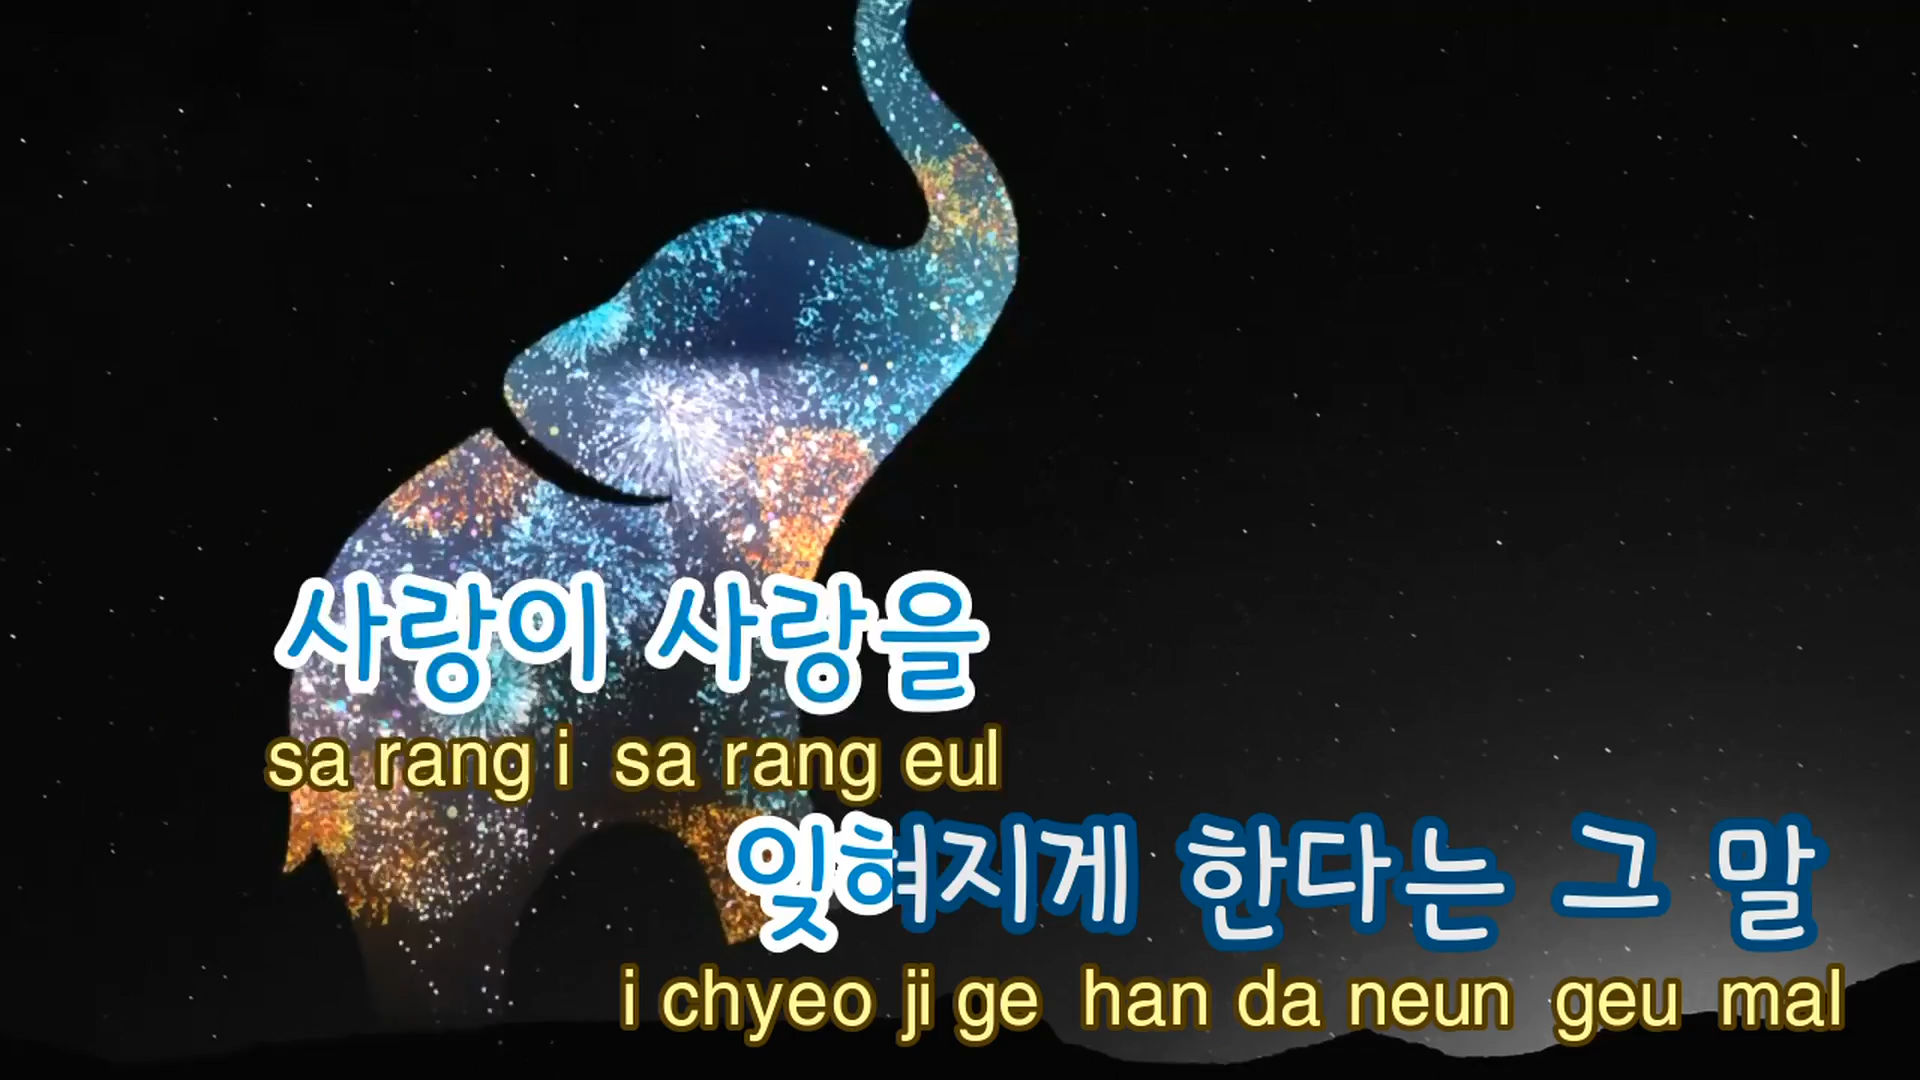 사랑이 사랑을
sa rang i sa rang eul
잊혀지게 한다는 그 말
i chyeo ji ge han da neun geu mal